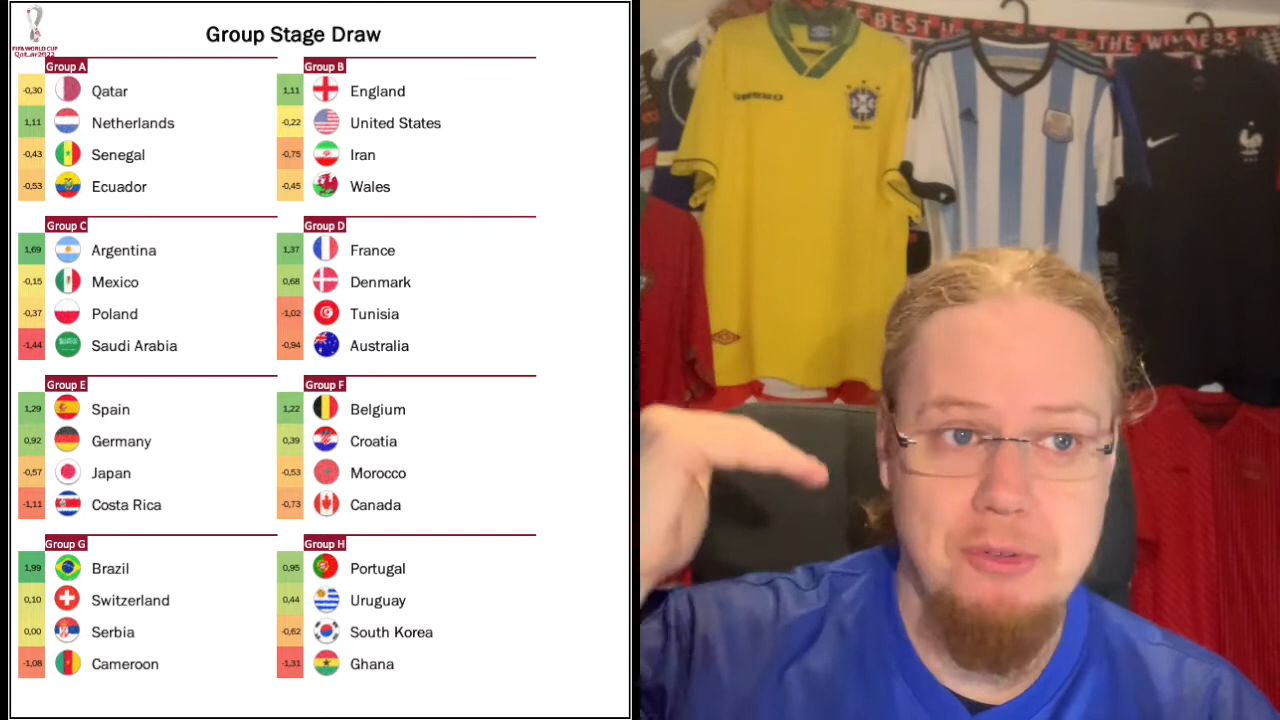 FIFA WORLD CUP
Qatar2022
Group Stage Draw
Group A
-0,30 Qatar
1,11 Netherlands
-0,43 Senegal
-0,53 Ecuador
Group B
1,11 England
-0,22 United States
-0,75 Iran
-0,45 Wales
Group C
1,69 Argentina
-0,15 Mexico
-0,37 Poland
-1,44 Saudi Arabia
Group D
1,37 France
0,68 Denmark
-1,02 Tunisia
-0,94 Australia
Group E
1,29 Spain
0,92 Germany
-0,57 Japan
-1,11 Costa Rica
Group F
1,22 Belgium
0,39 Croatia
-0,53 Morocco
-0,73 Canada
Group G
1,99 Brazil
0,10 Switzerland
0,00 Serbia
-1,08 Cameroon
Group H
0,95 Portugal
0,44 Uruguay
-0,62 South Korea
-1,31 Ghana
BEST
THE WINNERS
UMBRO